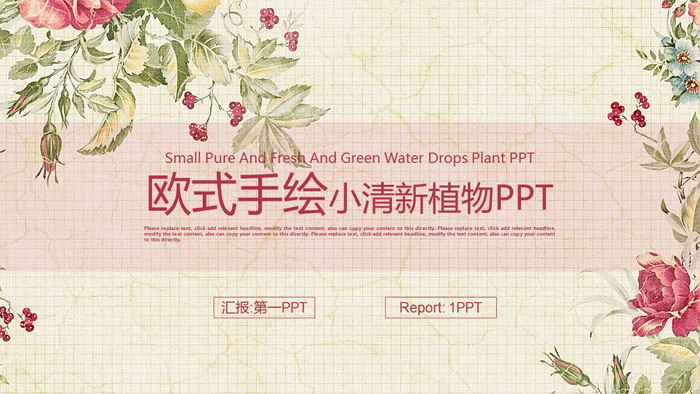 Small Pure And Fresh And Green Water Drops Plant PPT
欧式手绘小清新植物PPT
Please replace text, click add relevant headline, modify the text content, also can copy your content to this directly. Please replace text, click add relevant headline,
modify the text content, also can copy your content to this directly. Please replace text, click add relevant headline, modify the text content, also can copy your content
to this directly.
汇报:第一PPT
Report: 1PPT